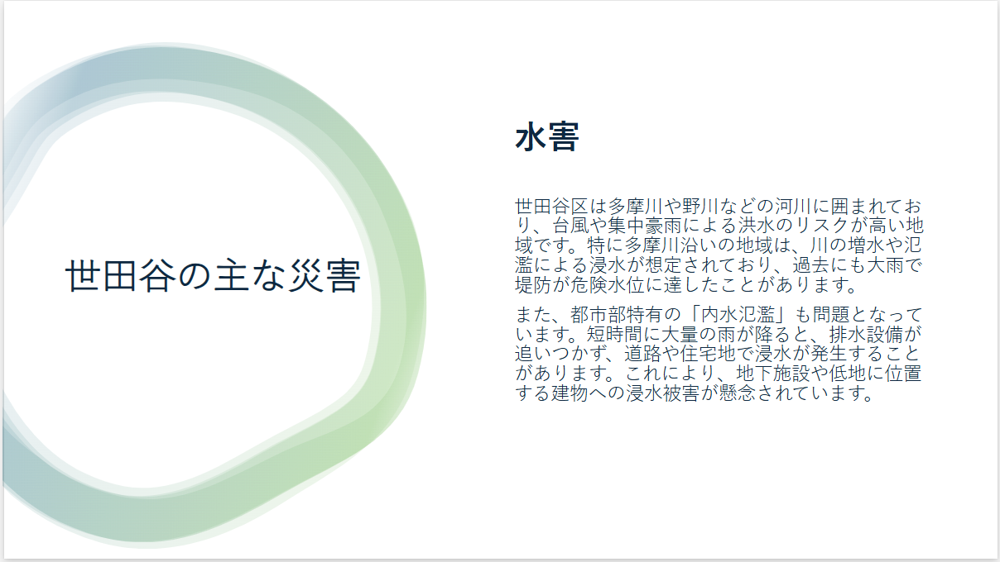 世田谷の主な災害
水害
世田谷区は多摩川や野川などの河川に囲まれてお
り、台風や集中豪雨による洪水のリスクが高い地
域です。特に多摩川沿いの地域は、川の増水や氾
濫による浸水が想定されており、過去にも大雨で
堤防が危険水位に達したことがあります。
また、都市部特有の「内水氾濫」も問題となって
います。短時間に大量の雨が降ると、排水設備が
追いつかず、道路や住宅地で浸水が発生すること
があります。これにより、地下施設や低地に位置
する建物への浸水被害が懸念されています。